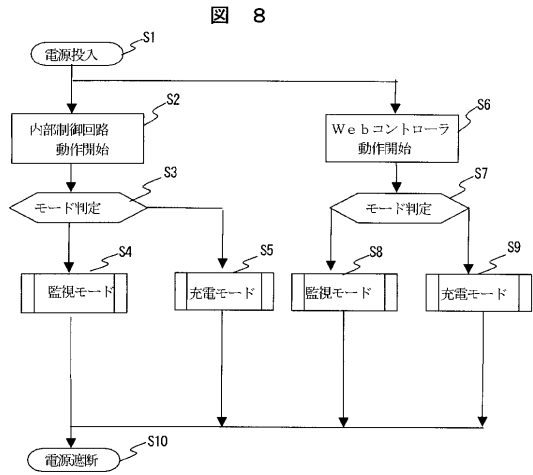 図 8
電源投入
S1
S2
内部制御回路
動作開始
S6
Webコントローラ
動作開始
S3
モード判定
S7
モード判定
S4
監視モード
S5
充電モード
S8
監視モード
S9
充電モード
S10
電源遮断